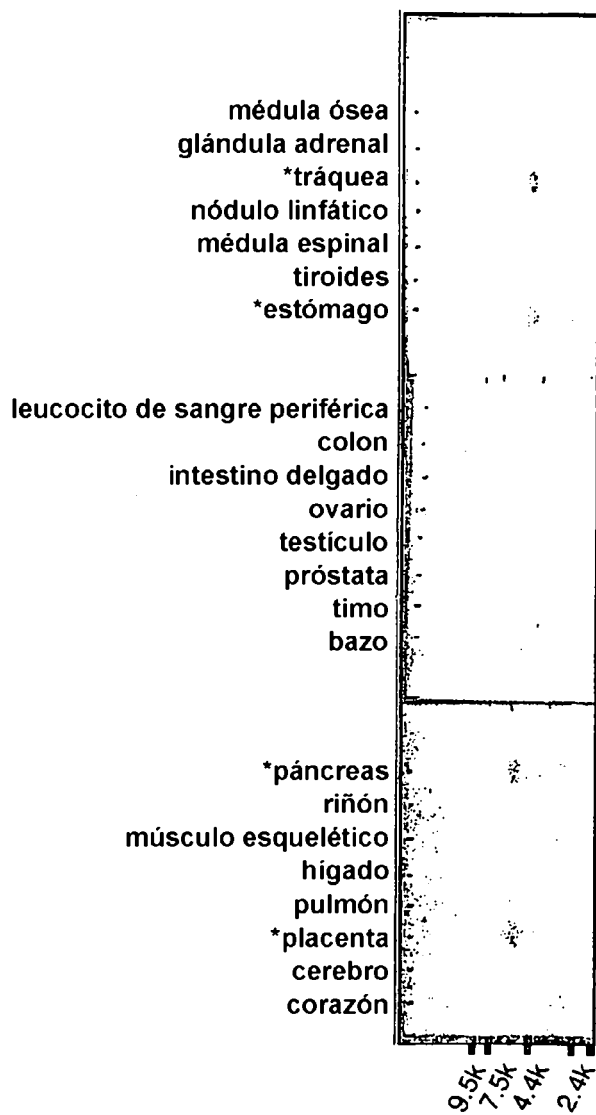 médula ósea
glándula adrenal
*tráquea
nódulo linfático
médula espinal
tiroides
*estómago
leucocito de sangre periférica
colon
intestino delgado
ovario
testículo
próstata
timo
bazo
*páncreas
riñón
músculo esquelético
hígado
pulmón
*placenta
cerebro
corazón
9.5k
7.5k
4.4k
2.4k